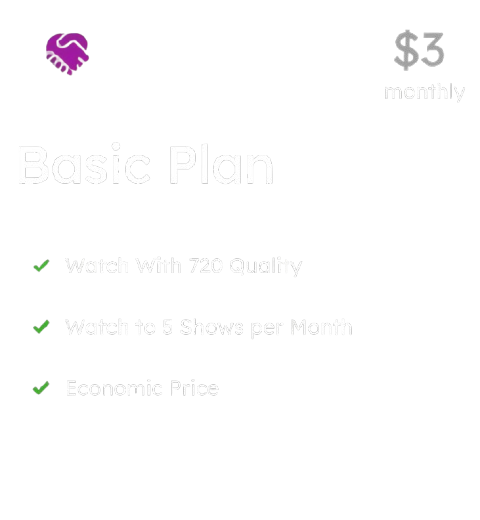 $3
monthly
Basic Plan
Watch With 720 Quality
Watch to 5 Shows per Month
Economic Price